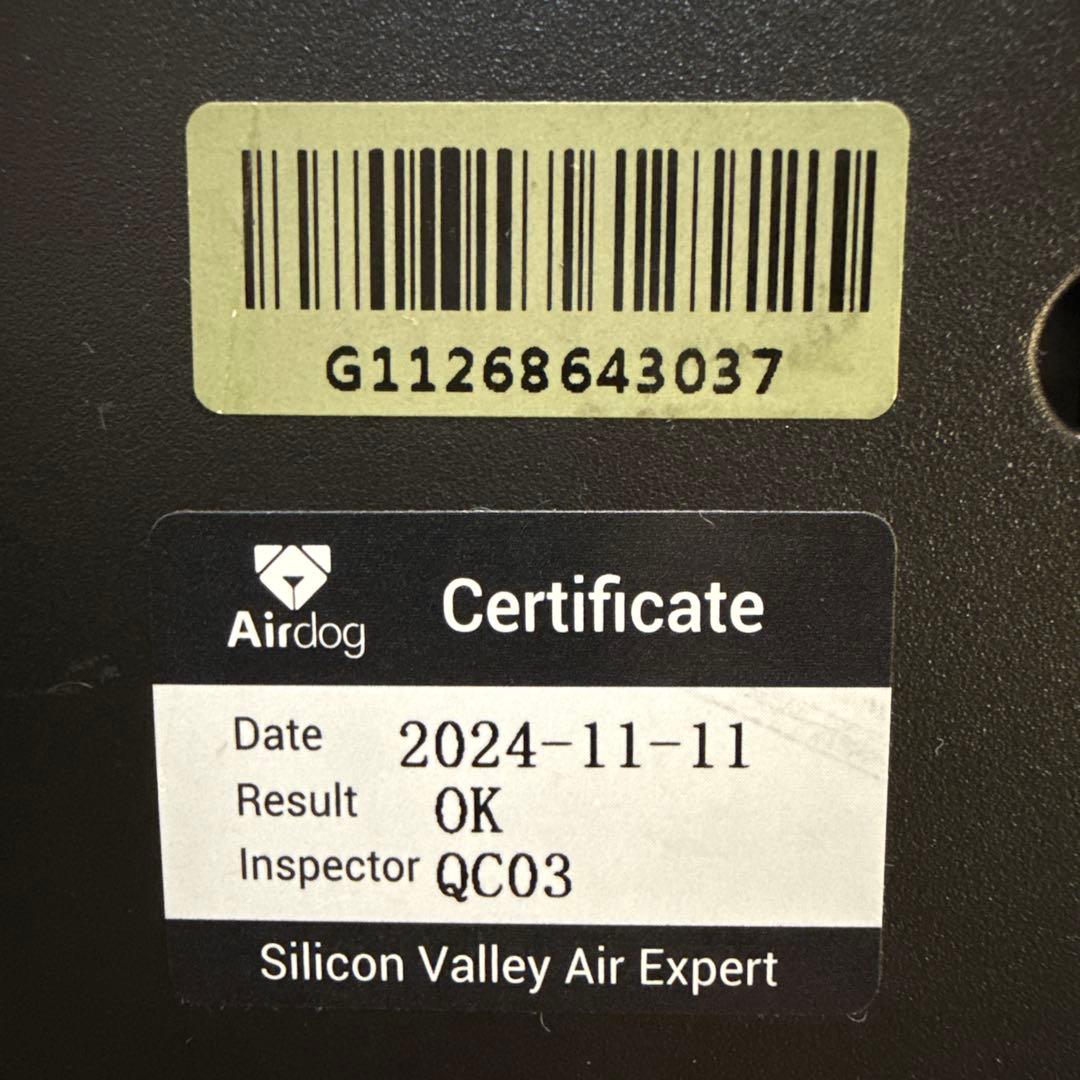 G11268643037
Airdog
Certificate
Date 2024-11-11
Result OK
Inspector QC03
Silicon Valley Air Expert